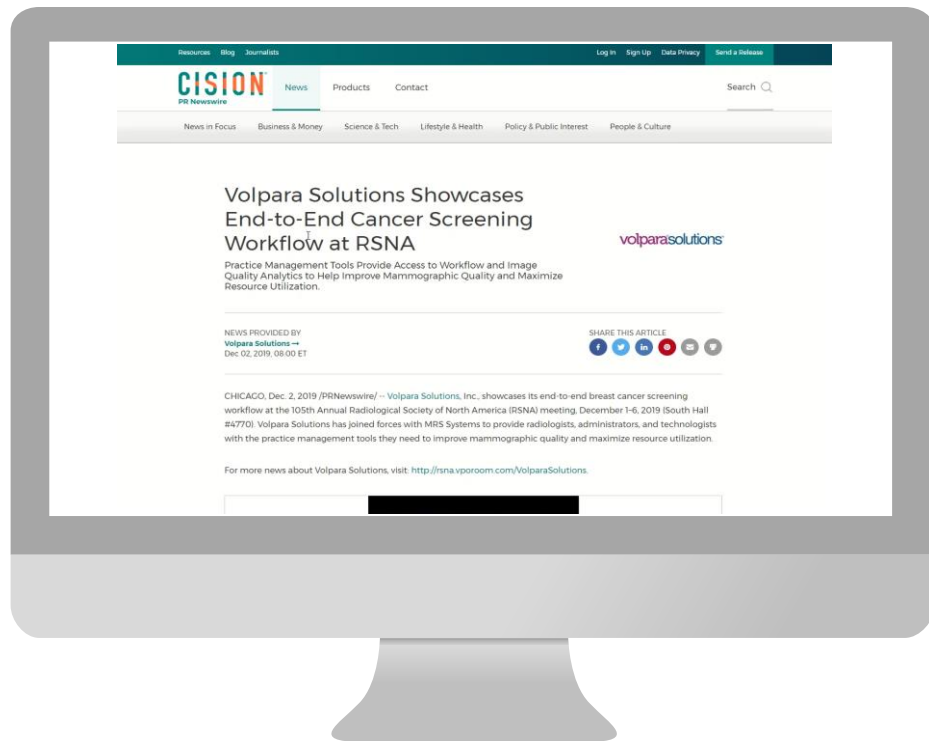 Resources Blog Journalists Log In Sign Up Data Privacy Send a Release
CISION
PR Newswire
News Products Contact Search
News in Focus Business & Money Science & Tech Lifestyle & Health Policy & Public Interest People & Culture
Volpara Solutions Showcases
End-to-End Cancer Screening
Workflow at RSNA
volparasolutions
Practice Management Tools Provide Access to Workflow and Image
Quality Analytics to Help Improve Mammographic Quality and Maximize
Resource Utilization.
NEWS PROVIDED BY
Volpara Solutions →
Dec 02, 2019, 08:00 ET
SHARE THIS ARTICLE
CHICAGO, Dec. 2, 2019 /PRNewswire/ -- Volpara Solutions, Inc., showcases its end-to-end breast cancer screening
workflow at the 105th Annual Radiological Society of North America (RSNA) meeting, December 1-6, 2019 (South Hall
#4770). Volpara Solutions has joined forces with MRS Systems to provide radiologists, administrators, and technologists
with the practice management tools they need to improve mammographic quality and maximize resource utilization.
For more news about Volpara Solutions, visit: http://rsna.vporoom.com/VolparaSolutions.